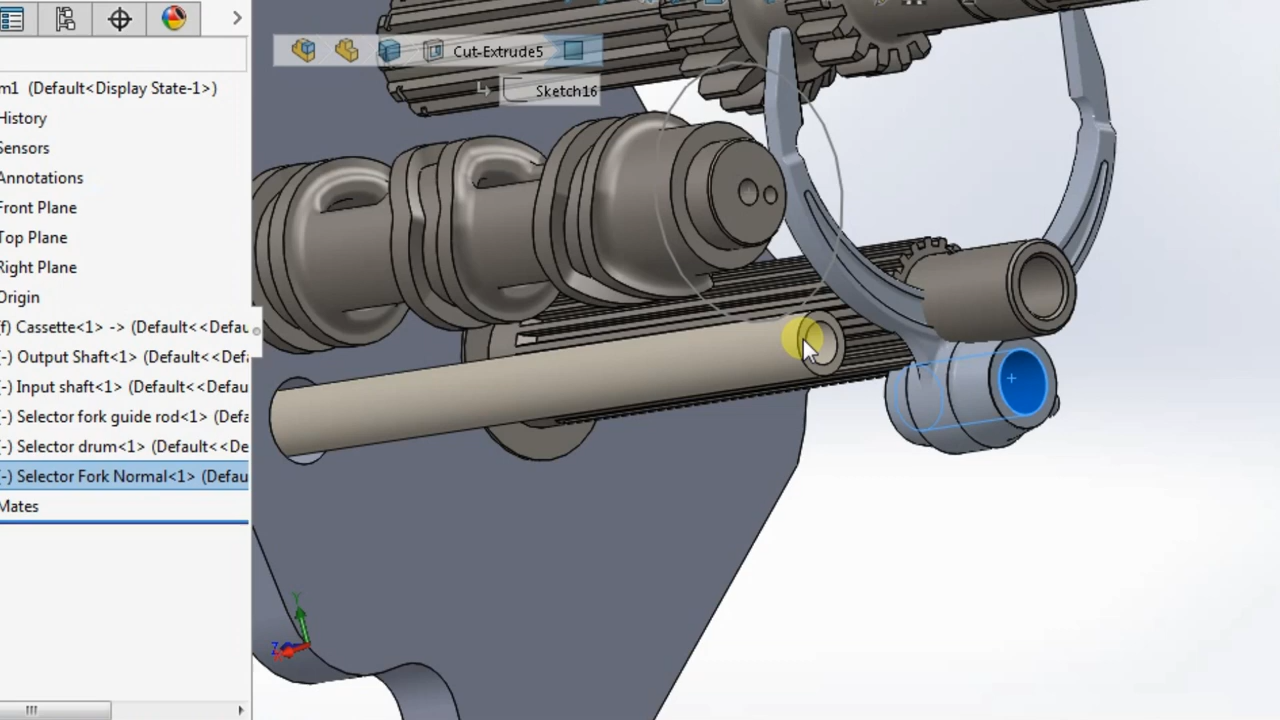 Cut-Extrude5
Sketch16
m1 (Default<Display State-1>)
History
Sensors
Annotations
Front Plane
Top Plane
Right Plane
Origin
(f) Cassette<1> -> (Default<<Defau
(-) Output Shaft<1> (Default<<Def
(-) Input shaft<1> (Default<<Defau
(-) Selector fork guide rod<1> (Defa
(-) Selector drum<1> (Default<<De
(-) Selector Fork Normal<1> (Defau
Mates
Y
Z